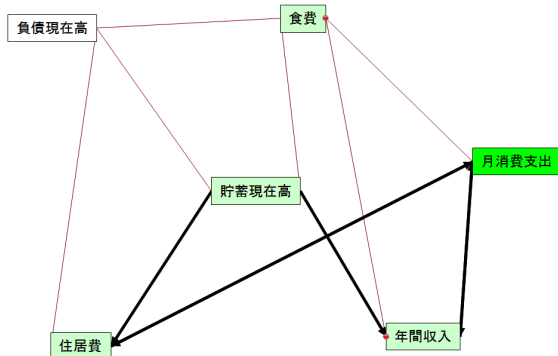 負債現在高
食費
月消費支出
貯蓄現在高
住居費
年間収入